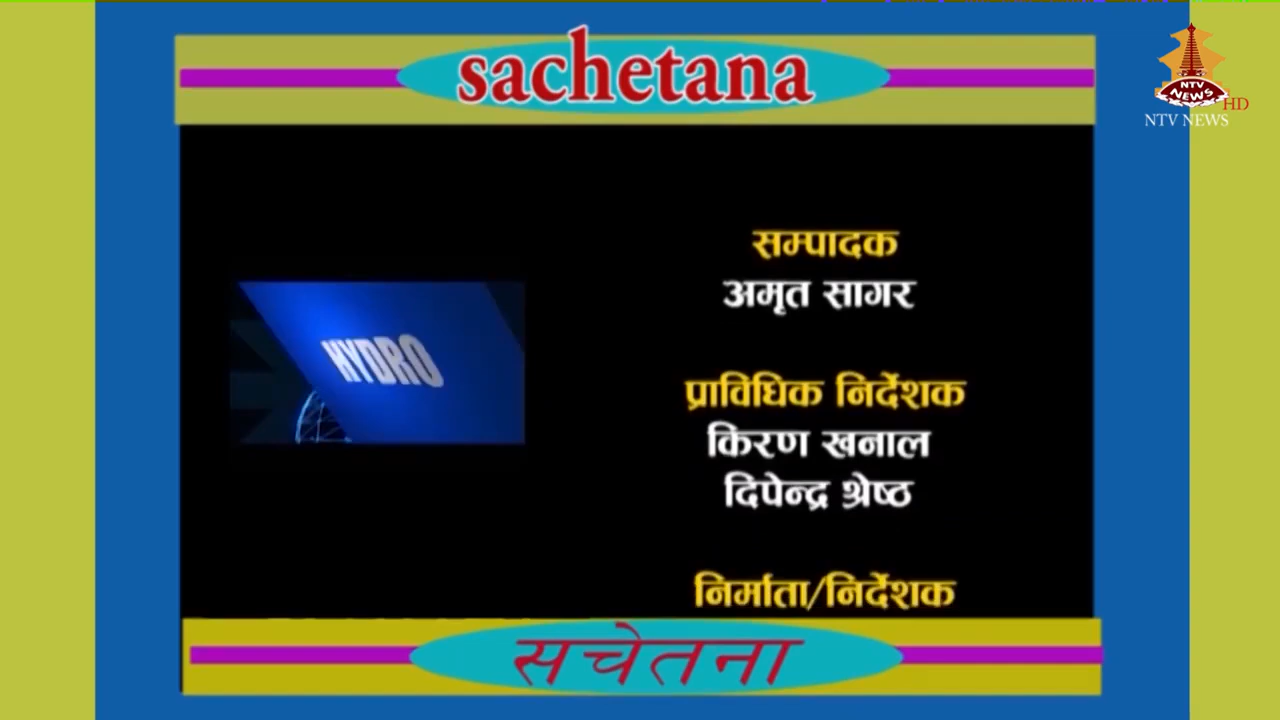 sachetana
NTV
NEWS
HD
NTV NEWS
सम्पादक
अमृत सागर
HYDRO
प्राविधिक निर्देशक
किरण खनाल
दिपेन्द्र श्रेष्ठ
निर्माता/निर्देशक
सचेतना